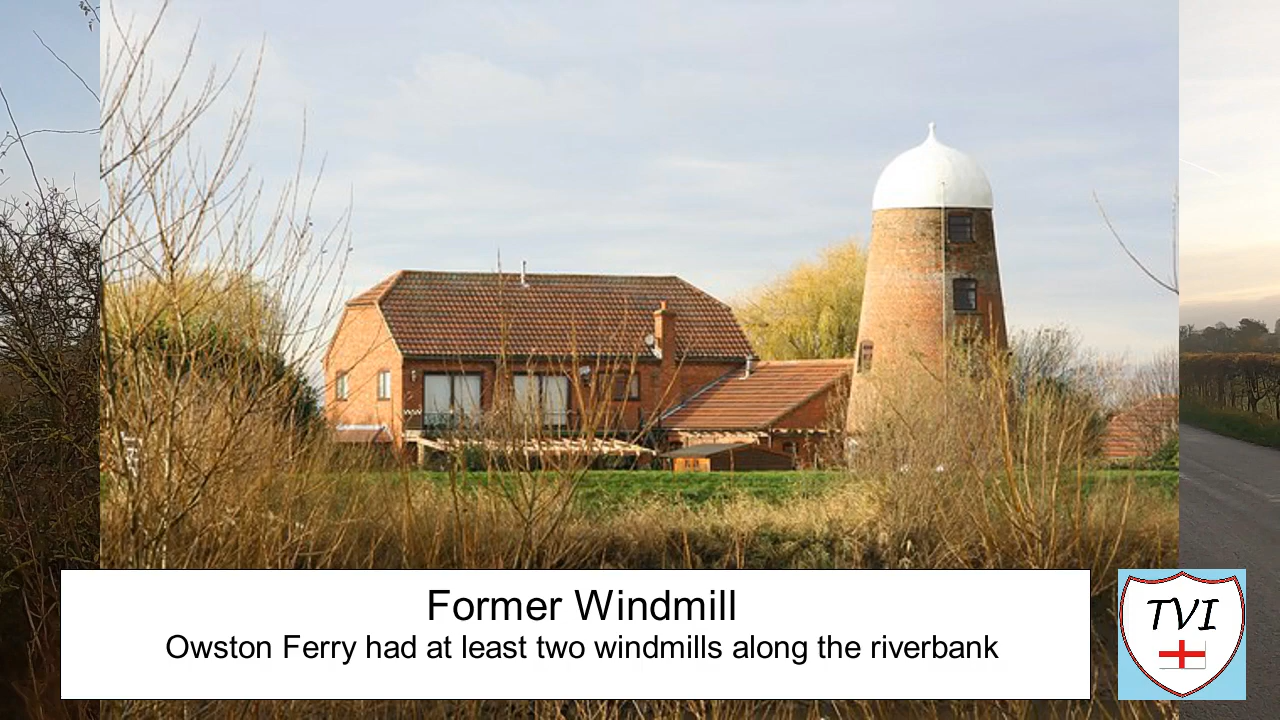 Former Windmill
Owston Ferry had at least two windmills along the riverbank
TVI